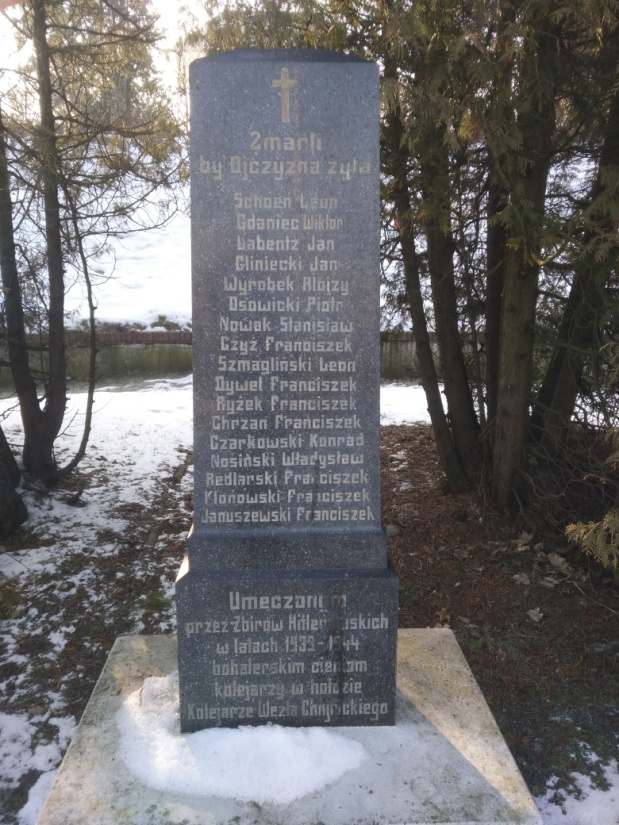 Zmarli
by Ojczyzna żyła
Schoen Leon
Gdaniec Wiktor
Labentz Jan
Gliniecki Jan
Wyrobek Alojzy
Osowicki Piotr
Nowak Stanisław
Czyż Franciszek
Szmagliński Leon
Dywel Franciszek
Ryżek Franciszek
Chrzan Franciszek
Czarkowski Konrad
Nosiński Władysław
Redlarski Franciszek
Klonowski Franciszek
Januszewski Franciszek
Umęczonym
przez Zbirów Hitlerowskich
w latach 1939-1944
bohaterskim cieniom
kolejarzy w hołdzie
Kolejarze Węzła Chojnickiego